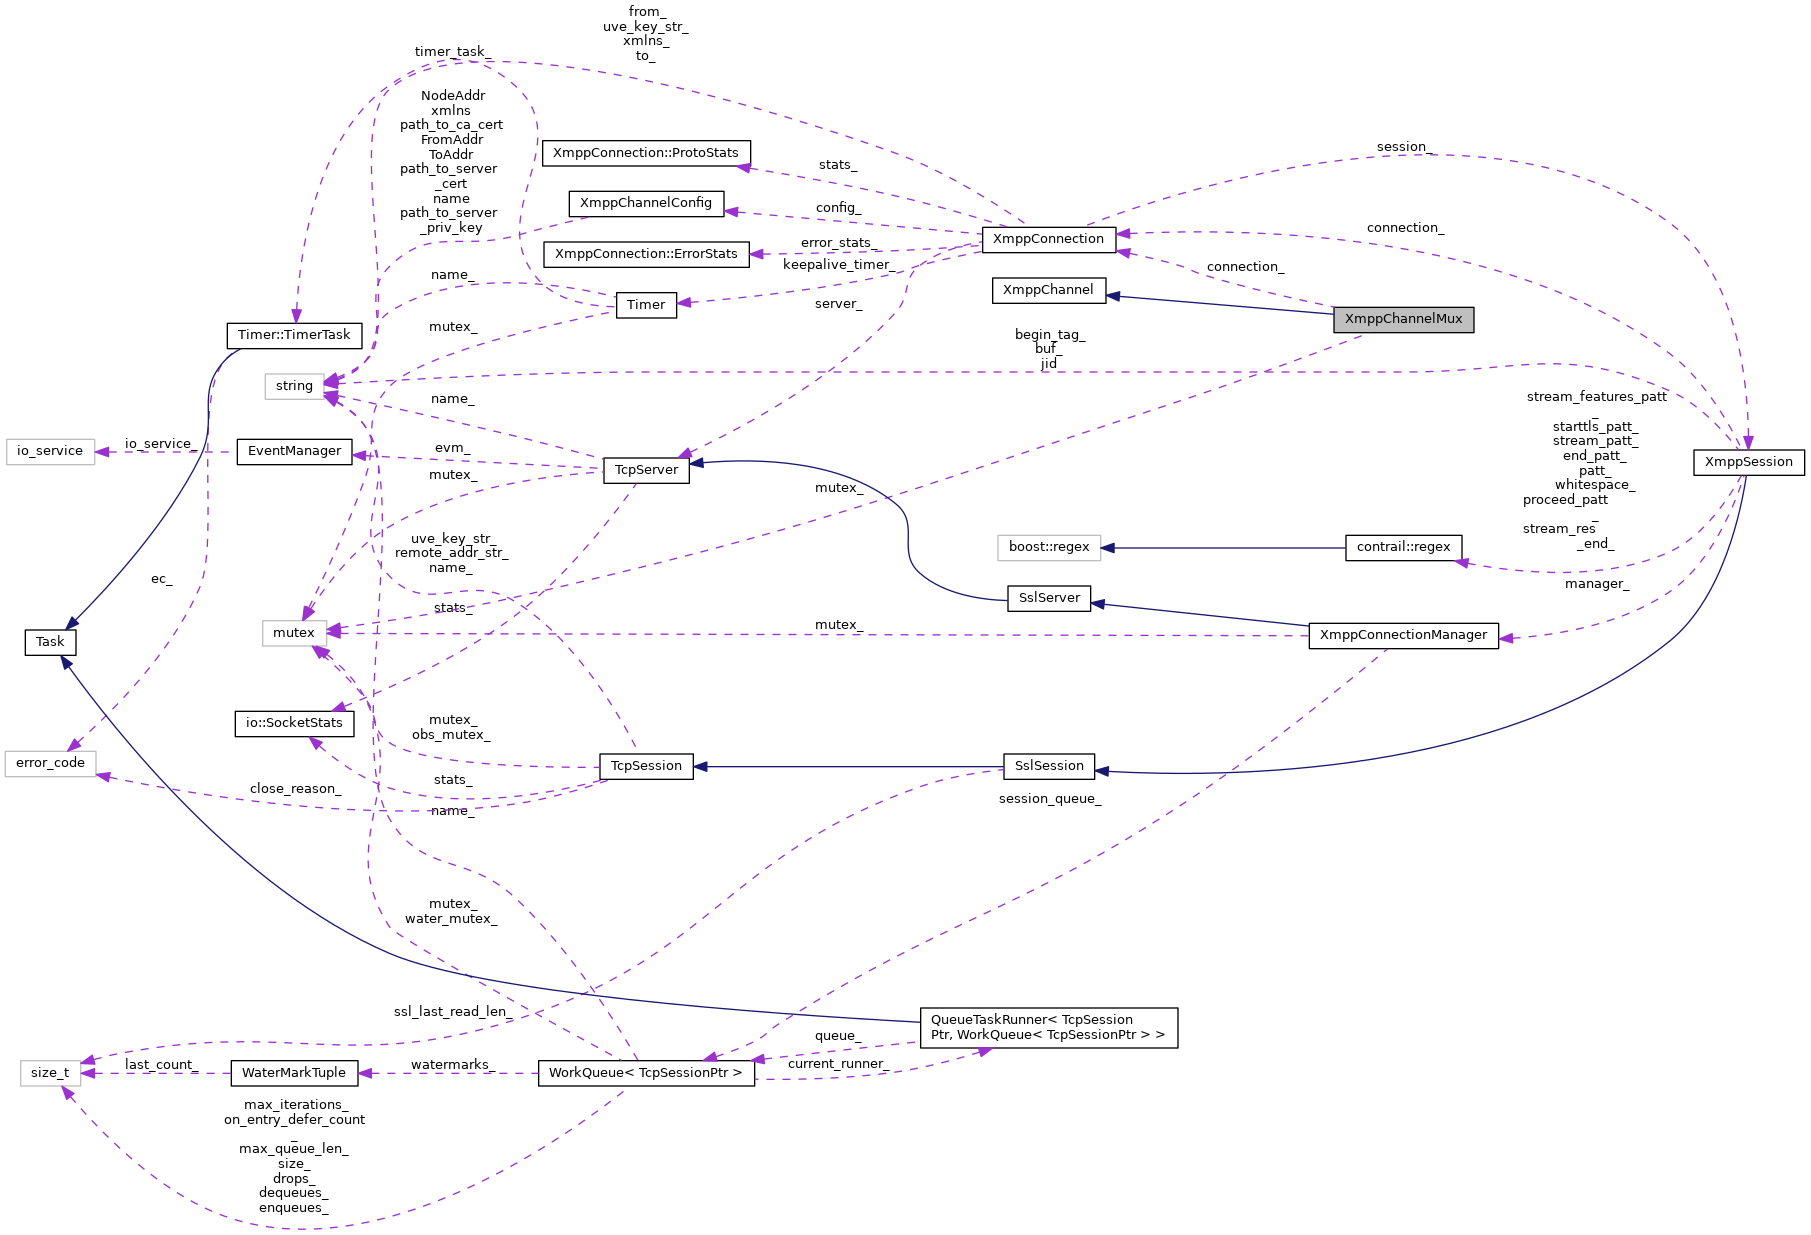 from_
uve_key_str_
xmlns_
to_
timer_task_
NodeAddr
xmlns
path_to_ca_cert
FromAddr
ToAddr
path_to_server
_cert
name
path_to_server
_priv_key
XmppConnection::ProtoStats
stats_
session_
XmppChannelConfig
config_
connection_
XmppConnection
XmppConnection::ErrorStats
error_stats_
keepalive_timer_
connection_
name_
XmppChannel
Timer
server_
XmppChannelMux
mutex_
Timer::TimerTask
begin_tag_
buf_
jid
string
name_
stream_features_patt
_
starttls_patt_
stream_patt_
end_patt_
patt_
whitespace_
proceed_patt
_
stream_res
_end_
io_service
io_service_
EventManager
evm_
TcpServer
XmppSession
mutex_
mutex_
uve_key_str_
remote_addr_str_
name_
boost::regex
contrail::regex
ec_
manager_
stats_
SslServer
mutex
mutex_
XmppConnectionManager
Task
io::SocketStats
mutex_
obs_mutex_
error_code
TcpSession
SslSession
close_reason_
stats_
session_queue_
name_
mutex_
water_mutex_
ssl_last_read_len_
QueueTaskRunner< TcpSession
Ptr, WorkQueue< TcpSessionPtr > >
queue_
size_t
last_count_
WaterMarkTuple
watermarks_
WorkQueue< TcpSessionPtr >
current_runner_
max_iterations_
on_entry_defer_count
_
max_queue_len_
size_
drops_
dequeues_
enqueues_